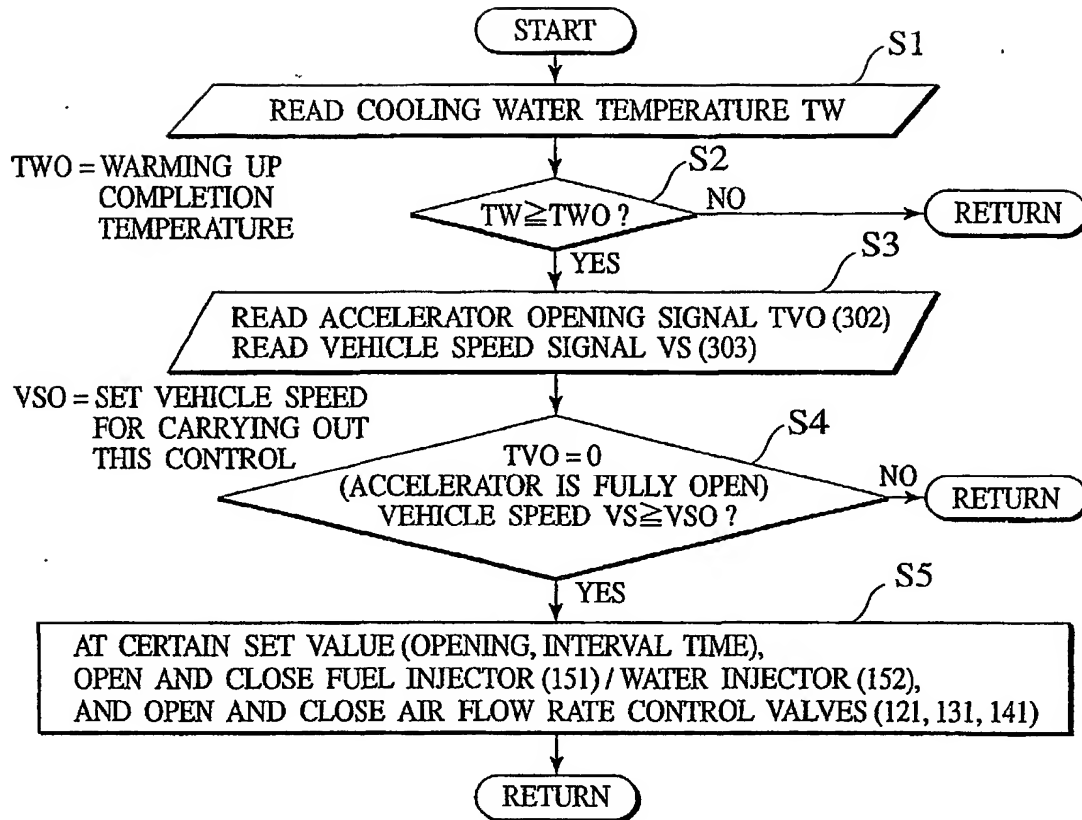 START
S1
READ COOLING WATER TEMPERATURE TW
TWO = WARMING UP
COMPLETION
TEMPERATURE
S2
TW≧TWO ?
NO
RETURN
YES
S3
READ ACCELERATOR OPENING SIGNAL TVO (302)
READ VEHICLE SPEED SIGNAL VS (303)
VSO = SET VEHICLE SPEED
FOR CARRYING OUT
THIS CONTROL
S4
TVO = 0
(ACCELERATOR IS FULLY OPEN)
VEHICLE SPEED VS≧VSO ?
NO
RETURN
YES
S5
AT CERTAIN SET VALUE (OPENING, INTERVAL TIME),
OPEN AND CLOSE FUEL INJECTOR (151) / WATER INJECTOR (152),
AND OPEN AND CLOSE AIR FLOW RATE CONTROL VALVES (121, 131, 141)
RETURN